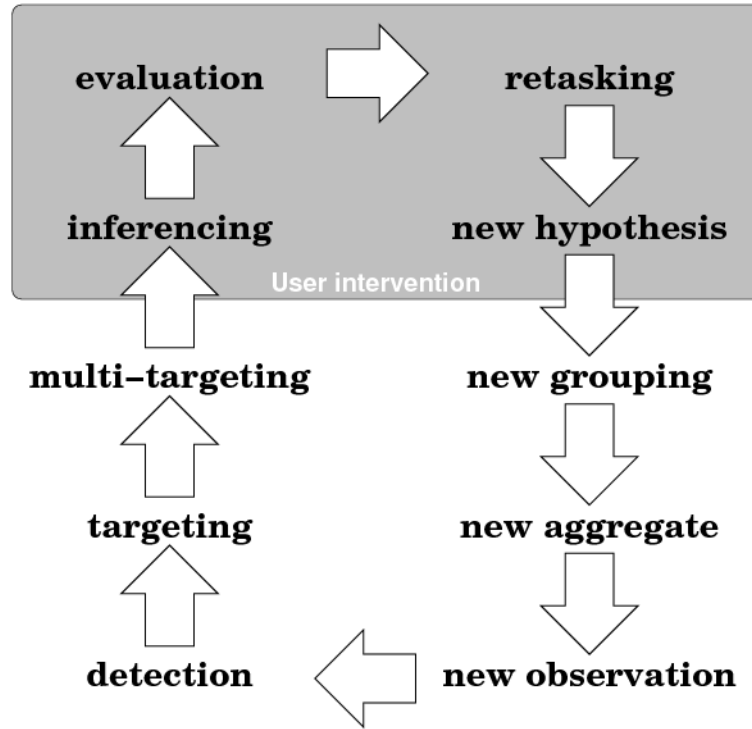 evaluation
retasking
inferencing
new hypothesis
User intervention
multi–targeting
new grouping
targeting
new aggregate
detection
new observation